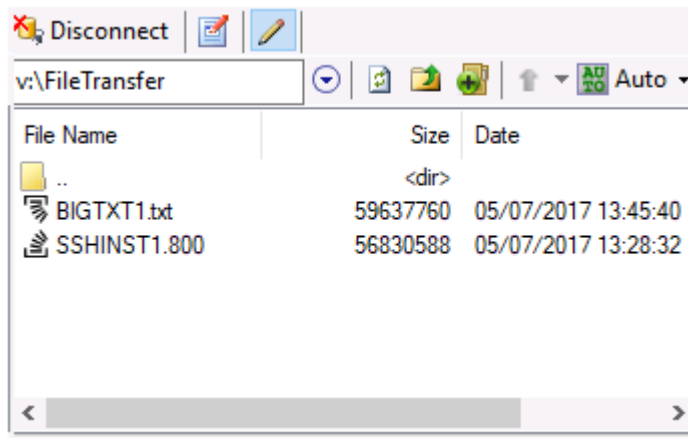 Disconnect
v:\FileTransfer AUTO Auto
File Name Size Date
.. <dir>
BIGTXT1.txt 59637760 05/07/2017 13:45:40
SSHINST1.800 56830588 05/07/2017 13:28:32